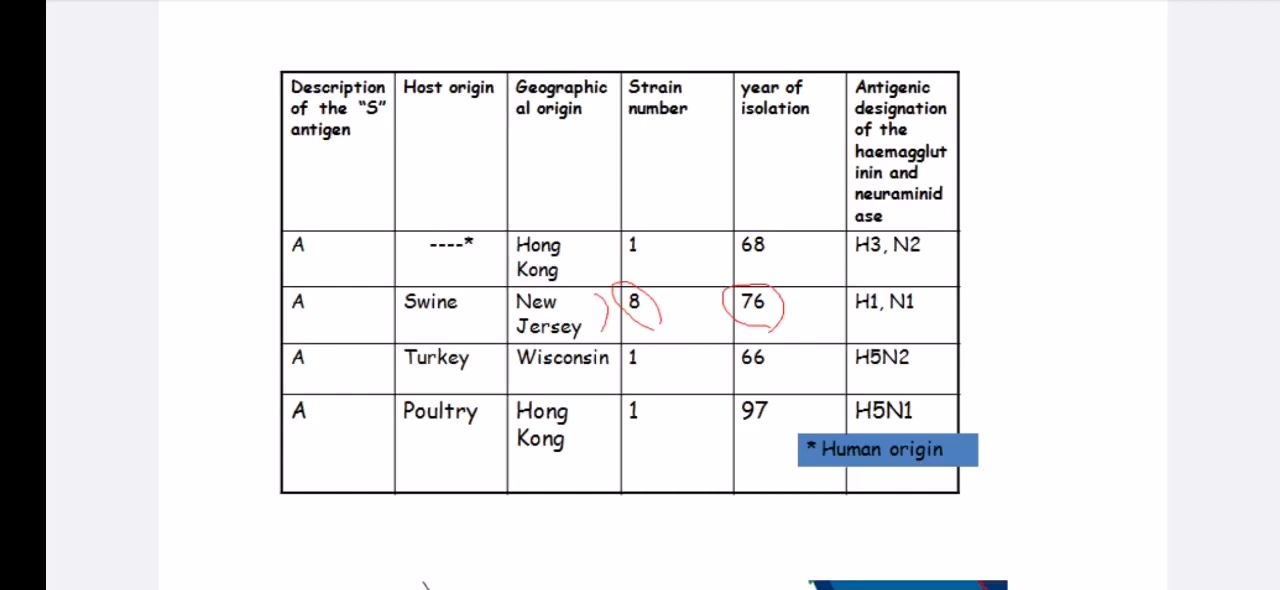 Description of the “S” antigen
Host origin
Geographic
al origin
Strain number
year of isolation
Antigenic designation of the haemagglut
inin and neuraminid
ase
A
----*
Hong Kong
1
68
H3, N2
A
Swine
New Jersey
8
76
H1, N1
A
Turkey
Wisconsin
1
66
H5N2
A
Poultry
Hong Kong
1
97
H5N1
* Human origin